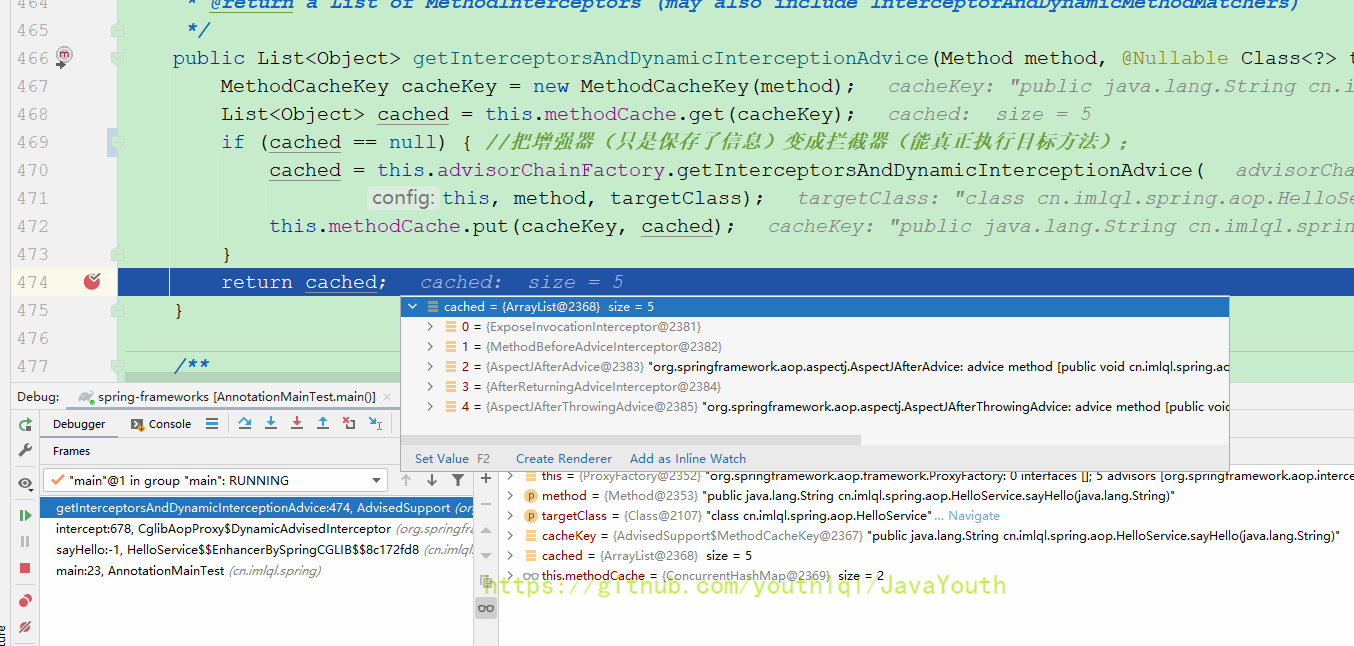 464 * @return a List of MethodInterceptors (may also include InterceptorAndDynamicMethodMatchers)
465 */
466 public List<Object> getInterceptorsAndDynamicInterceptionAdvice(Method method, @Nullable Class<?> t
467 MethodCacheKey cacheKey = new MethodCacheKey(method); cacheKey: "public java.lang.String cn.i
468 List<Object> cached = this.methodCache.get(cacheKey); cached: size = 5
469 if (cached == null) { //把增强器（只是保存了信息）变成拦截器（能真正执行目标方法）；
470 cached = this.advisorChainFactory.getInterceptorsAndDynamicInterceptionAdvice( advisorCha
471 config: this, method, targetClass); targetClass: "class cn.imlql.spring.aop.HelloSe
472 this.methodCache.put(cacheKey, cached); cacheKey: "public java.lang.String cn.imlql.sprin
473 }
474 return cached; cached: size = 5
475 }
476
477 /**
cached = {ArrayList@2368} size = 5
0 = {ExposeInvocationInterceptor@2381}
1 = {MethodBeforeAdviceInterceptor@2382}
2 = {AspectJAfterAdvice@2383} "org.springframework.aop.aspectj.AspectJAfterAdvice: advice method [public void cn.imlql.spring.ao
3 = {AfterReturningAdviceInterceptor@2384}
4 = {AspectJAfterThrowingAdvice@2385} "org.springframework.aop.aspectj.AspectJAfterThrowingAdvice: advice method [public void
Set Value F2 Create Renderer Add as Inline Watch
Debug: spring-frameworks [AnnotationMainTest.main()]
Debugger Console
Frames
"main"@1 in group "main": RUNNING
getInterceptorsAndDynamicInterceptionAdvice:474, AdvisedSupport (org
intercept:678, CglibAopProxy$DynamicAdvisedInterceptor (org.springfra
sayHello:-1, HelloService$$EnhancerBySpringCGLIB$$8c172fd8 (cn.imlql.
main:23, AnnotationMainTest (cn.imlql.spring)
this = {ProxyFactory@2352} "org.springframework.aop.framework.ProxyFactory: 0 interfaces []; 5 advisors [org.springframework.aop.interce
method = {Method@2353} "public java.lang.String cn.imlql.spring.aop.HelloService.sayHello(java.lang.String)"
targetClass = {Class@2107} "class cn.imlql.spring.aop.HelloService" ... Navigate
cacheKey = {AdvisedSupport$MethodCacheKey@2367} "public java.lang.String cn.imlql.spring.aop.HelloService.sayHello(java.lang.String)"
cached = {ArrayList@2368} size = 5
this.methodCache = {ConcurrentHashMap@2369} size = 2
https://github.com/youthlql/JavaYouth